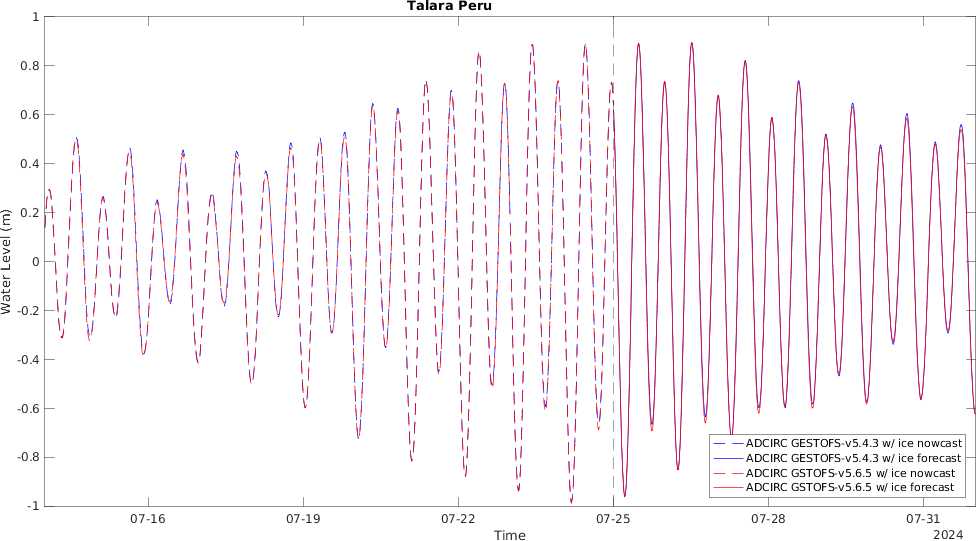 Talara Peru
1
0.8
0.6
0.4
0.2
0
-0.2
-0.4
-0.6
-0.8
-1
Water Level (m)
ADCIRC GESTOFS-v5.4.3 w/ ice nowcast
ADCIRC GESTOFS-v5.4.3 w/ ice forecast
ADCIRC GSTOFS-v5.6.5 w/ ice nowcast
ADCIRC GSTOFS-v5.6.5 w/ ice forecast
07-16 07-19 07-22 07-25 07-28 07-31
Time
2024